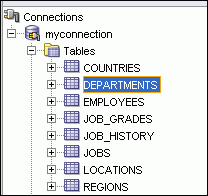 Connections
myconnection
Tables
COUNTRIES
DEPARTMENTS
EMPLOYEES
JOB_GRADES
JOB_HISTORY
JOBS
LOCATIONS
REGIONS